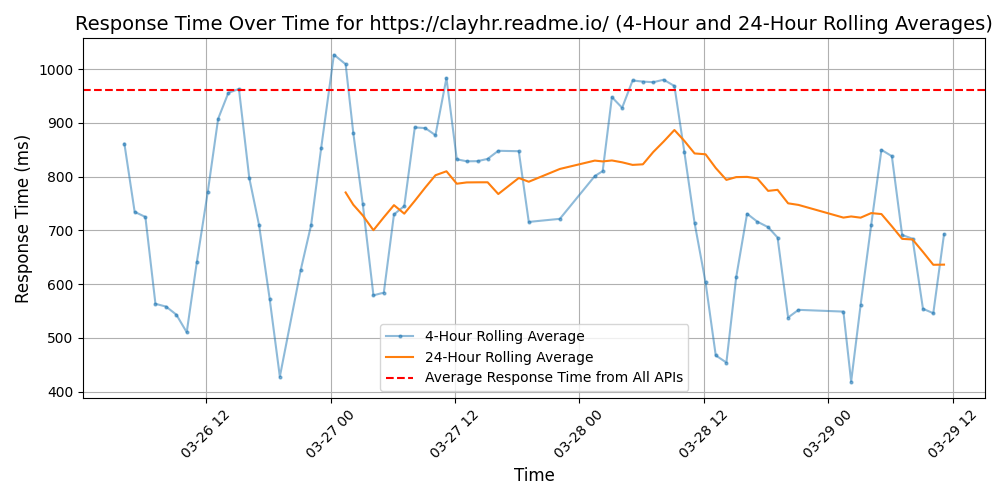 Response Time Over Time for https://clayhr.readme.io/ (4-Hour and 24-Hour Rolling Averages)
Response Time (ms)
1000
900
800
700
600
500
400
4-Hour Rolling Average
24-Hour Rolling Average
Average Response Time from All APIs
03-26 12
03-27 00
03-27 12
03-28 00
03-28 12
03-29 00
03-29 12
Time